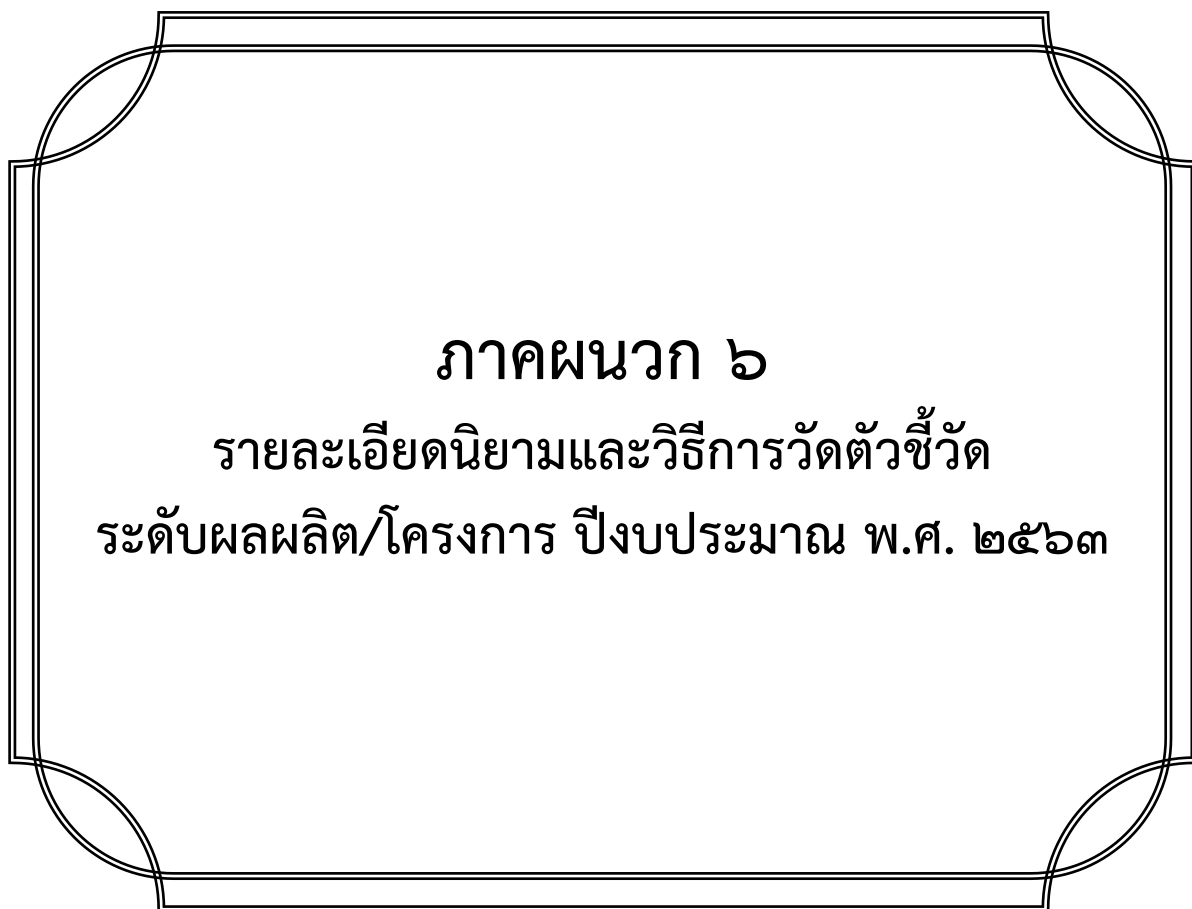 ภาคผนวก ๖
รายละเอียดนิยามและวิธีการวัดตัวชี้วัด
ระดับผลผลิต/โครงการ ปีงบประมาณ พ.ศ. ๒๕๖๓